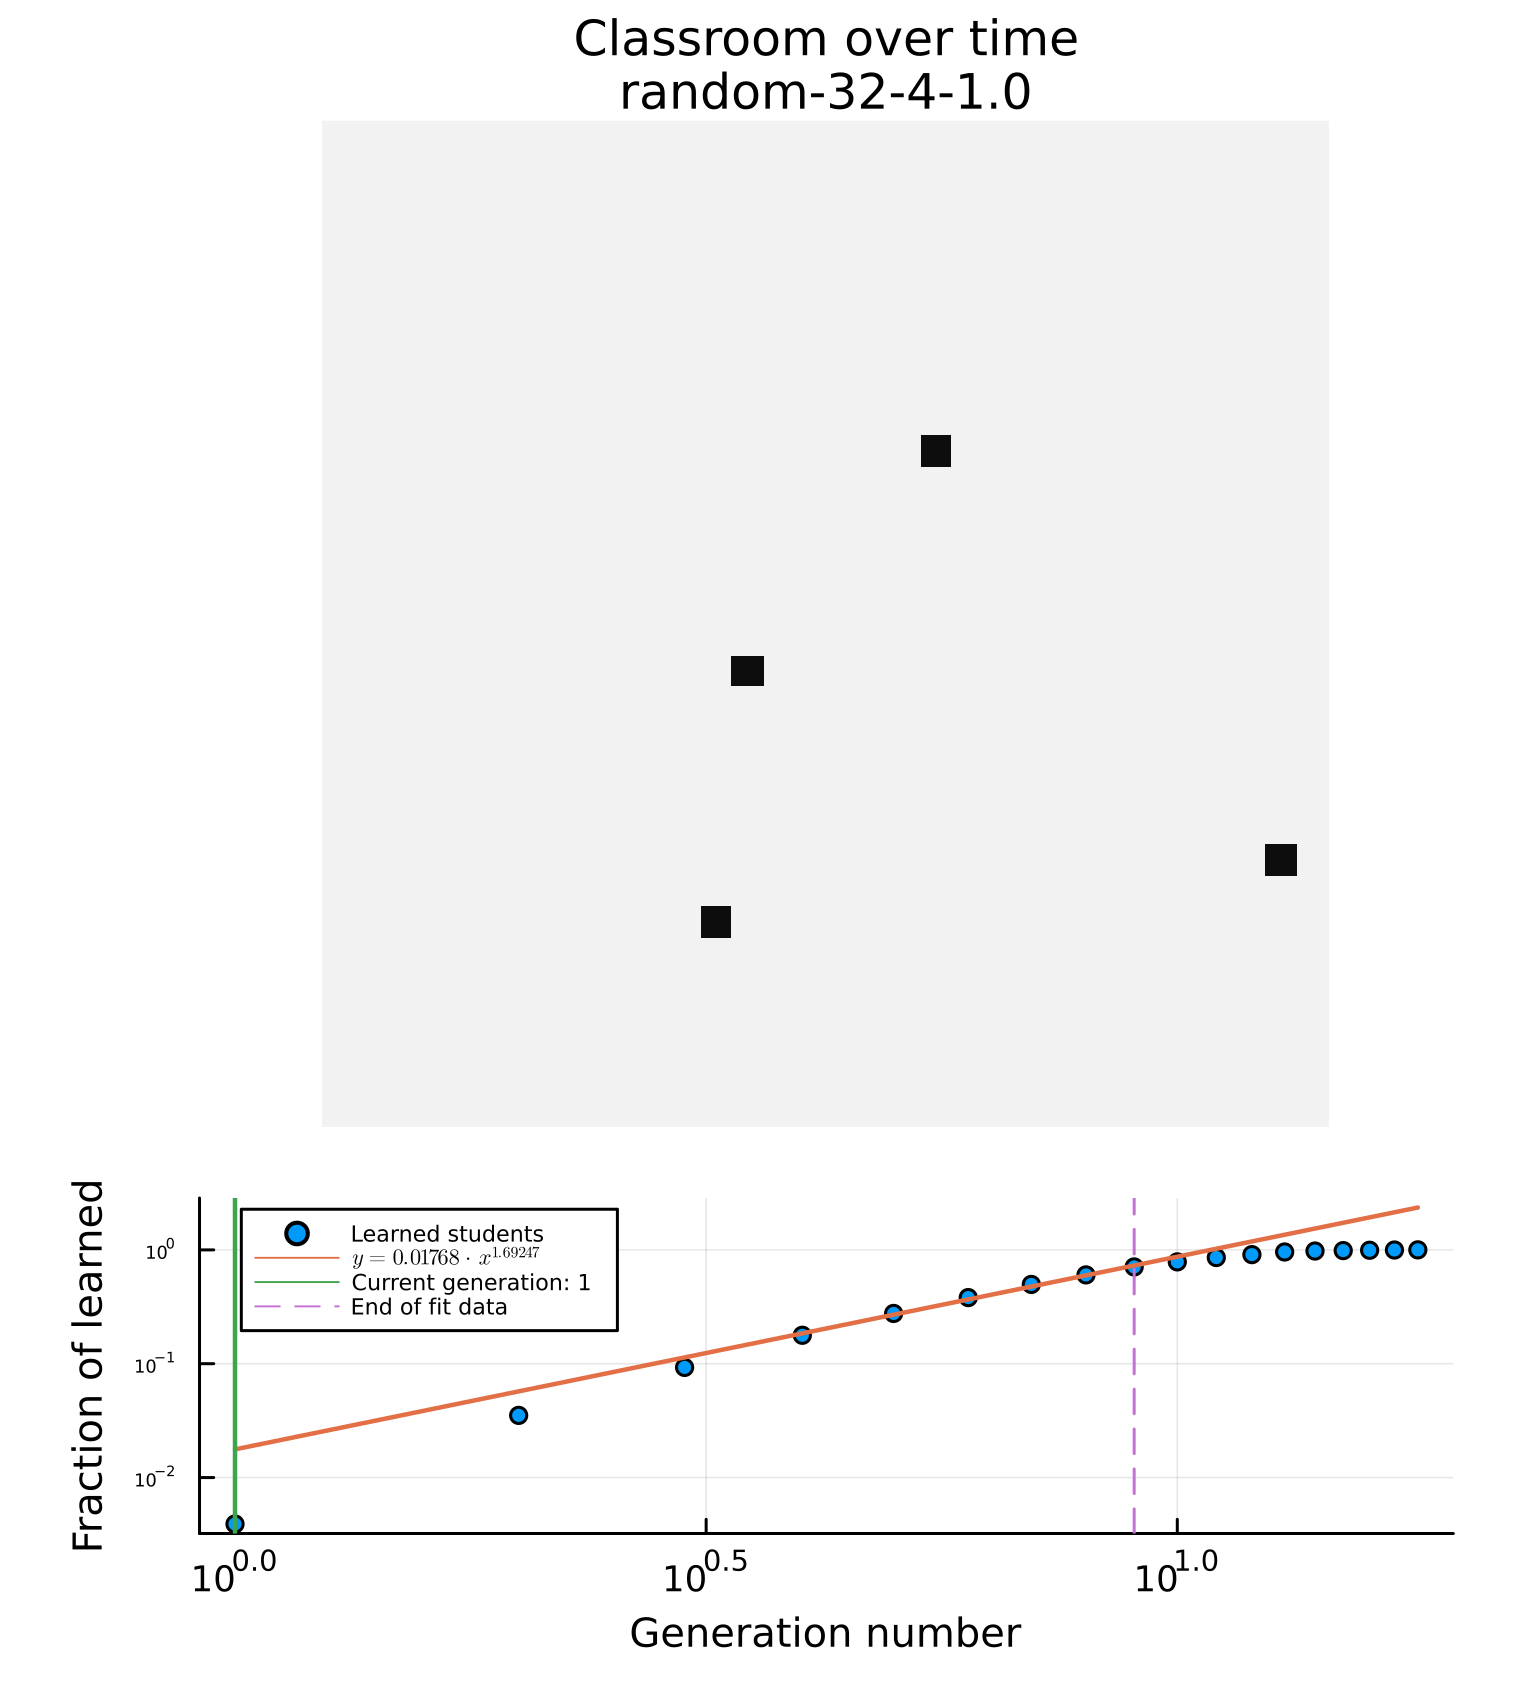 Classroom over time
random-32-4-1.0
Fraction of learned
10^0
10^-1
10^-2
Learned students
y = 0.01768 · x^1.69247
Current generation: 1
End of fit data
10^0.0
10^0.5
10^1.0
Generation number